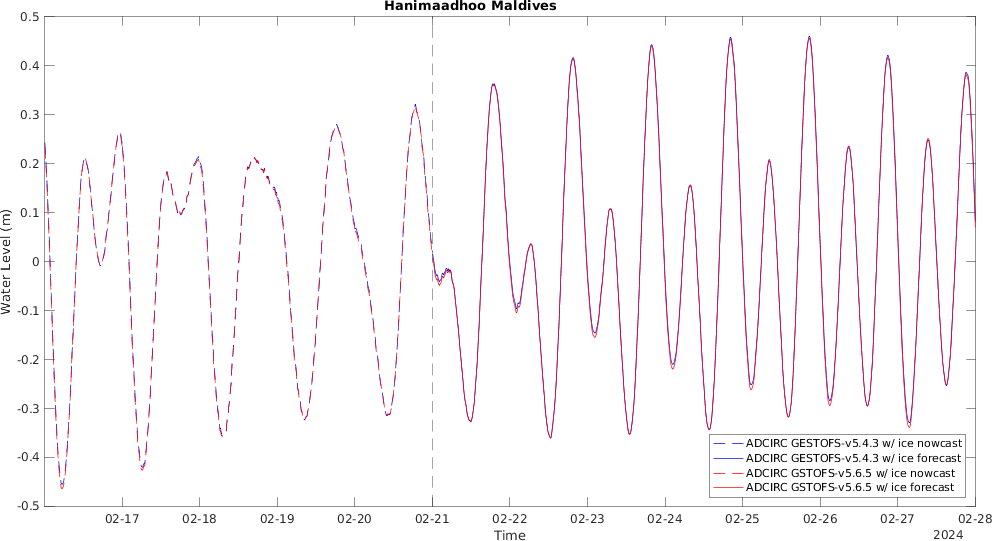 Hanimaadhoo Maldives
0.5
0.4
0.3
0.2
0.1
0
-0.1
-0.2
-0.3
-0.4
-0.5
Water Level (m)
ADCIRC GESTOFS-v5.4.3 w/ ice nowcast
ADCIRC GESTOFS-v5.4.3 w/ ice forecast
ADCIRC GSTOFS-v5.6.5 w/ ice nowcast
ADCIRC GSTOFS-v5.6.5 w/ ice forecast
02-17 02-18 02-19 02-20 02-21 02-22 02-23 02-24 02-25 02-26 02-27 02-28
Time
2024